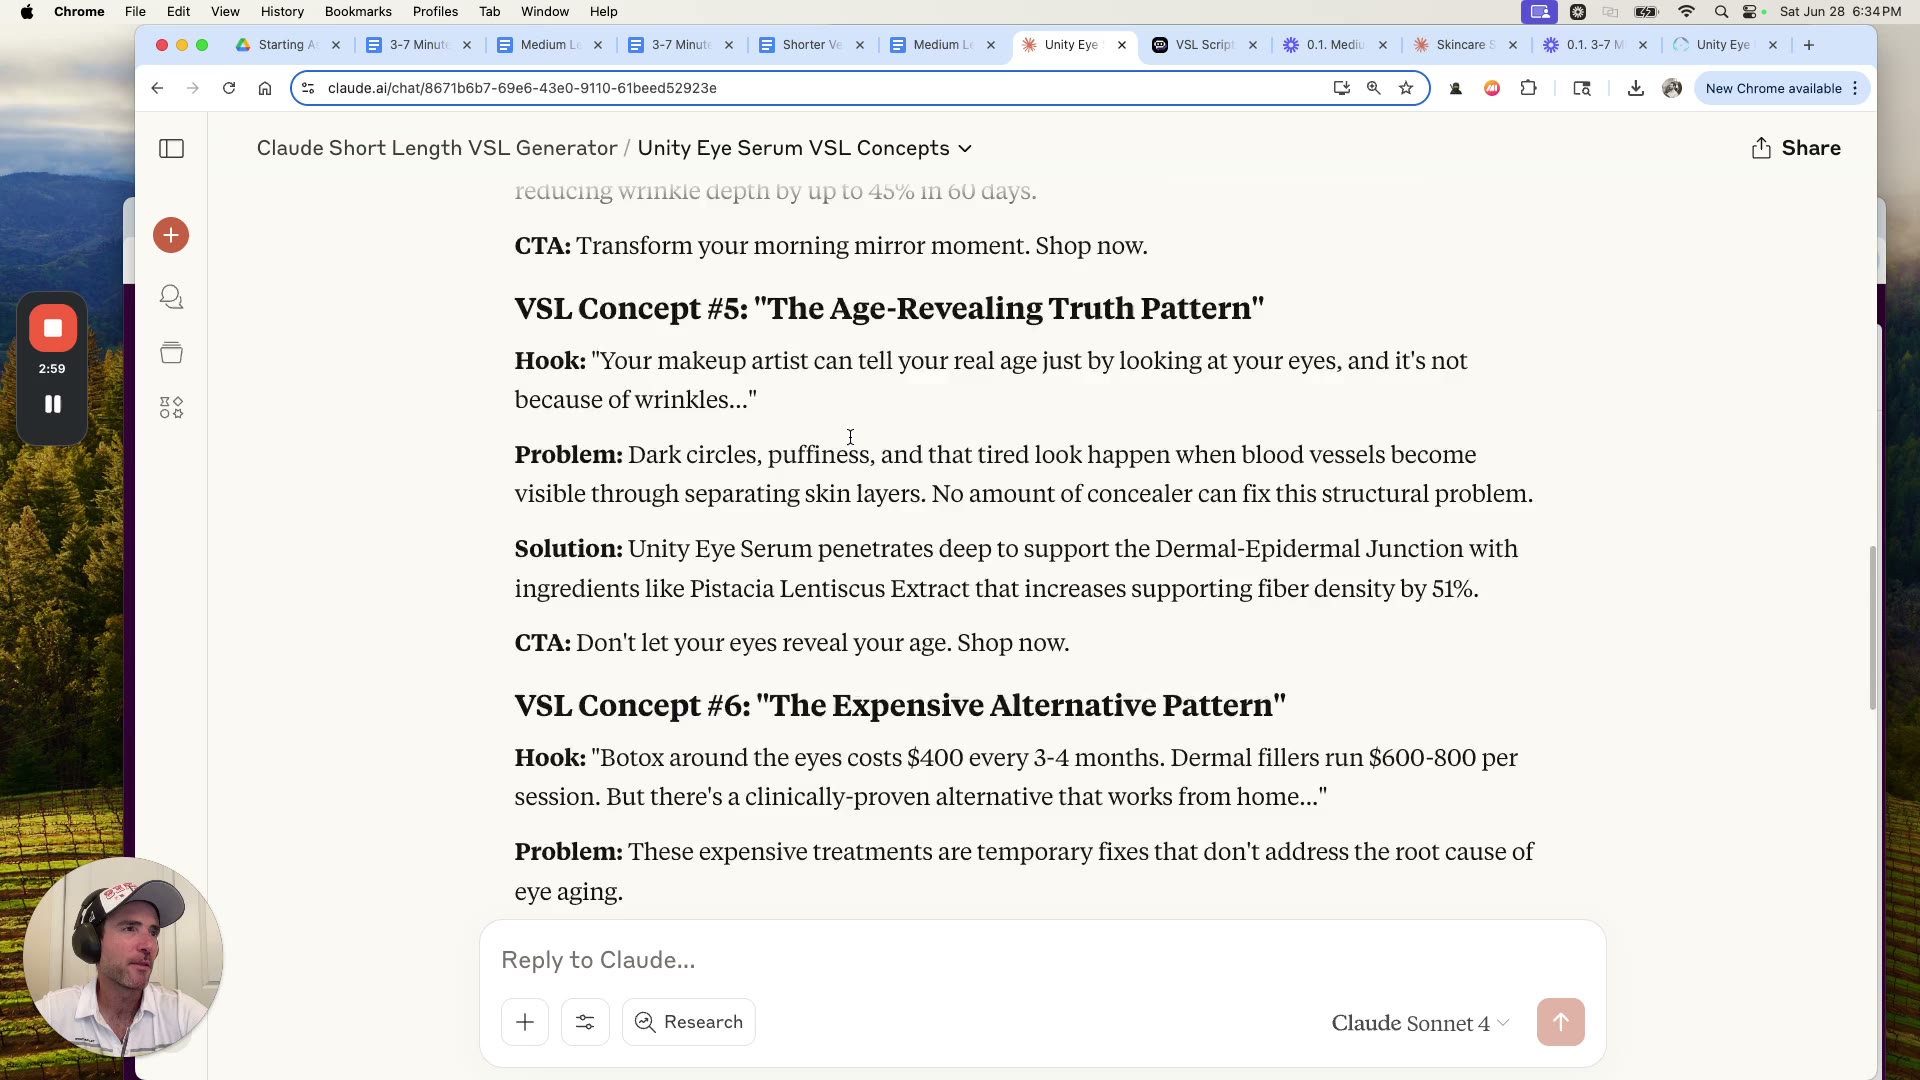 Chrome File Edit View History Bookmarks Profiles Tab Window Help Sat Jun 28 6:34 PM
Starting A 3-7 Minute Medium Le 3-7 Minute Shorter Ve Medium Le Unity Eye VSL Script 0.1. Mediu Skincare S 0.1. 3-7 M Unity Eye
claude.ai/chat/8671b6b7-69e6-43e0-9110-61beed52923e New Chrome available
Claude Short Length VSL Generator / Unity Eye Serum VSL Concepts Share
reducing wrinkle depth by up to 45% in 60 days.
CTA: Transform your morning mirror moment. Shop now.
VSL Concept #5: "The Age-Revealing Truth Pattern"
Hook: "Your makeup artist can tell your real age just by looking at your eyes, and it's not
because of wrinkles..."
Problem: Dark circles, puffiness, and that tired look happen when blood vessels become
visible through separating skin layers. No amount of concealer can fix this structural problem.
Solution: Unity Eye Serum penetrates deep to support the Dermal-Epidermal Junction with
ingredients like Pistacia Lentiscus Extract that increases supporting fiber density by 51%.
CTA: Don't let your eyes reveal your age. Shop now.
VSL Concept #6: "The Expensive Alternative Pattern"
Hook: "Botox around the eyes costs $400 every 3-4 months. Dermal fillers run $600-800 per
session. But there's a clinically-proven alternative that works from home..."
Problem: These expensive treatments are temporary fixes that don't address the root cause of
eye aging.
2:59
Reply to Claude...
Research
Claude Sonnet 4